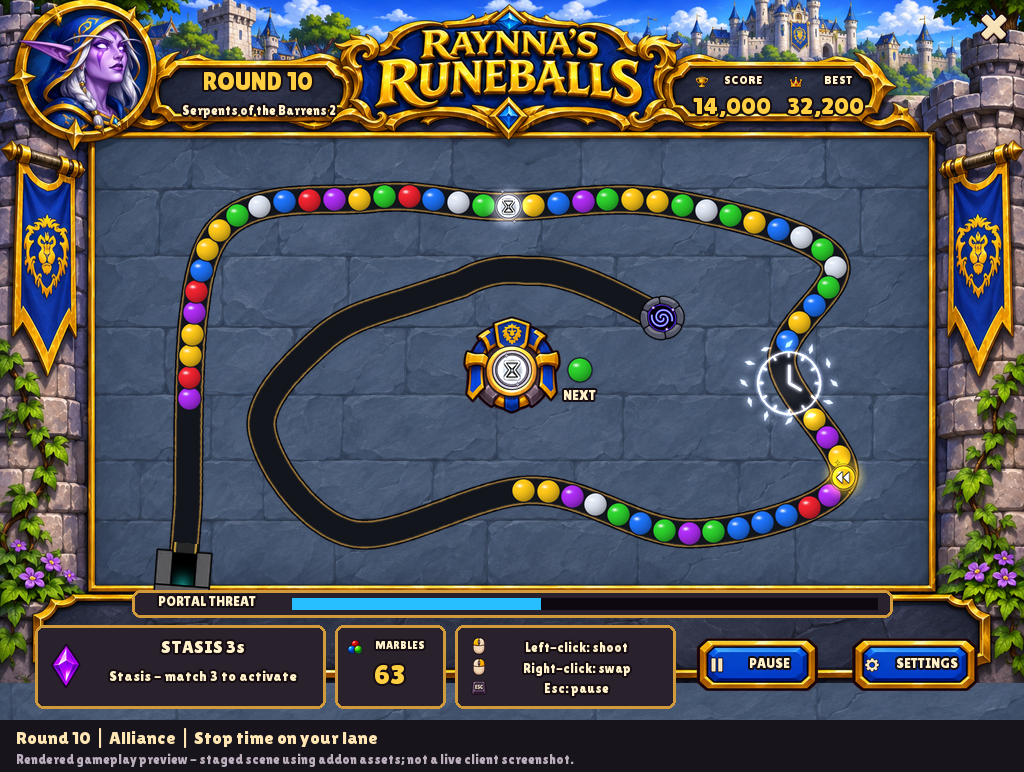 RAYNNA'S
RUNEBALLS
ROUND 10
Serpents of the Barrens 2
SCORE
BEST
14,000
32,200
NEXT
PORTAL THREAT
STASIS 3s
Stasis - match 3 to activate
MARBLES
63
Left-click: shoot
Right-click: swap
ESC
Esc: pause
PAUSE
SETTINGS
Round 10 | Alliance | Stop time on your lane
Rendered gameplay preview - staged scene using addon assets; not a live client screenshot.